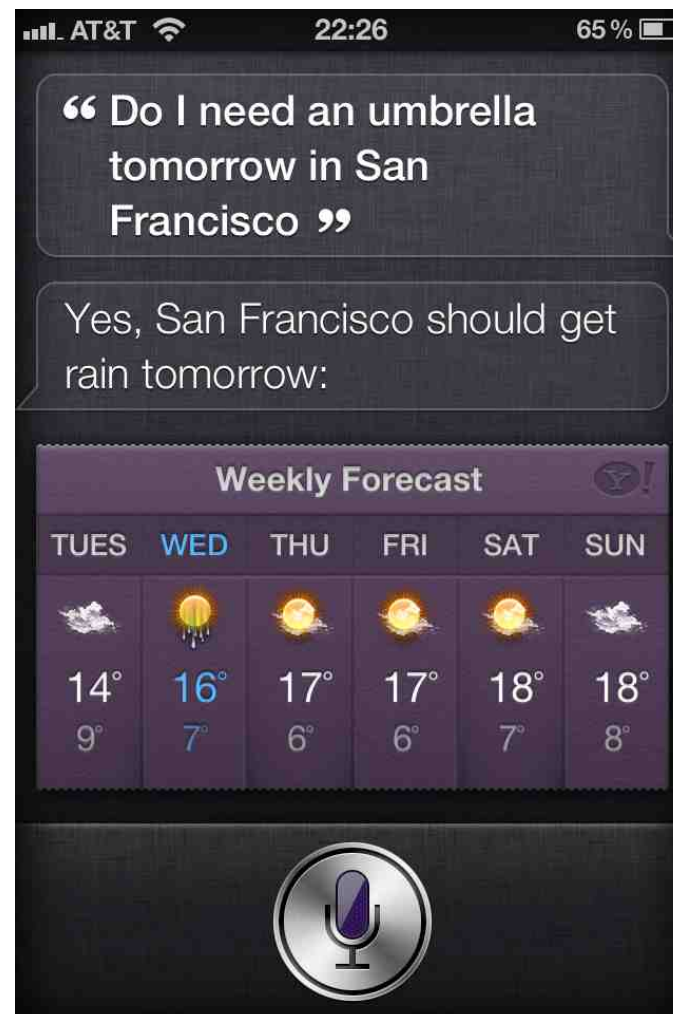 AT&T 22:26 65%
“ Do I need an umbrella
tomorrow in San
Francisco ”
Yes, San Francisco should get
rain tomorrow:
Weekly Forecast Y!
TUES WED THU FRI SAT SUN
14° 16° 17° 17° 18° 18°
9° 7° 6° 6° 7° 8°